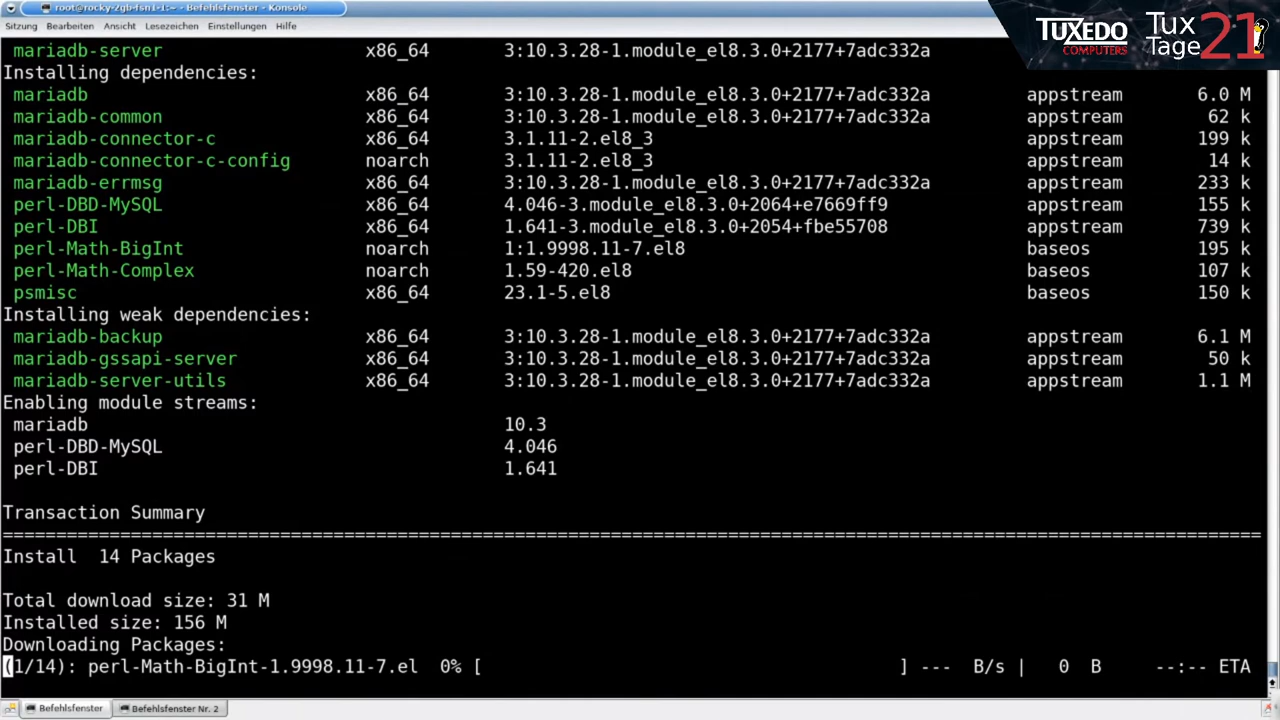 root@rocky-2gb-fsn1-1:~ - Befehlsfenster - Konsole
Sitzung Bearbeiten Ansicht Lesezeichen Einstellungen Hilfe
TUXEDO COMPUTERS
Tux Tage 21
mariadb-server x86_64 3:10.3.28-1.module_el8.3.0+2177+7adc332a
Installing dependencies:
mariadb x86_64 3:10.3.28-1.module_el8.3.0+2177+7adc332a appstream 6.0 M
mariadb-common x86_64 3:10.3.28-1.module_el8.3.0+2177+7adc332a appstream 62 k
mariadb-connector-c x86_64 3.1.11-2.el8_3 appstream 199 k
mariadb-connector-c-config noarch 3.1.11-2.el8_3 appstream 14 k
mariadb-errmsg x86_64 3:10.3.28-1.module_el8.3.0+2177+7adc332a appstream 233 k
perl-DBD-MySQL x86_64 4.046-3.module_el8.3.0+2064+e7669ff9 appstream 155 k
perl-DBI x86_64 1.641-3.module_el8.3.0+2054+fbe55708 appstream 739 k
perl-Math-BigInt noarch 1:1.9998.11-7.el8 baseos 195 k
perl-Math-Complex noarch 1.59-420.el8 baseos 107 k
psmisc x86_64 23.1-5.el8 baseos 150 k
Installing weak dependencies:
mariadb-backup x86_64 3:10.3.28-1.module_el8.3.0+2177+7adc332a appstream 6.1 M
mariadb-gssapi-server x86_64 3:10.3.28-1.module_el8.3.0+2177+7adc332a appstream 50 k
mariadb-server-utils x86_64 3:10.3.28-1.module_el8.3.0+2177+7adc332a appstream 1.1 M
Enabling module streams:
mariadb 10.3
perl-DBD-MySQL 4.046
perl-DBI 1.641
Transaction Summary
================================================================================
Install 14 Packages
Total download size: 31 M
Installed size: 156 M
Downloading Packages:
(1/14): perl-Math-BigInt-1.9998.11-7.el 0% [ ] --- B/s | 0 B --:-- ETA
Befehlsfenster Befehlsfenster Nr. 2